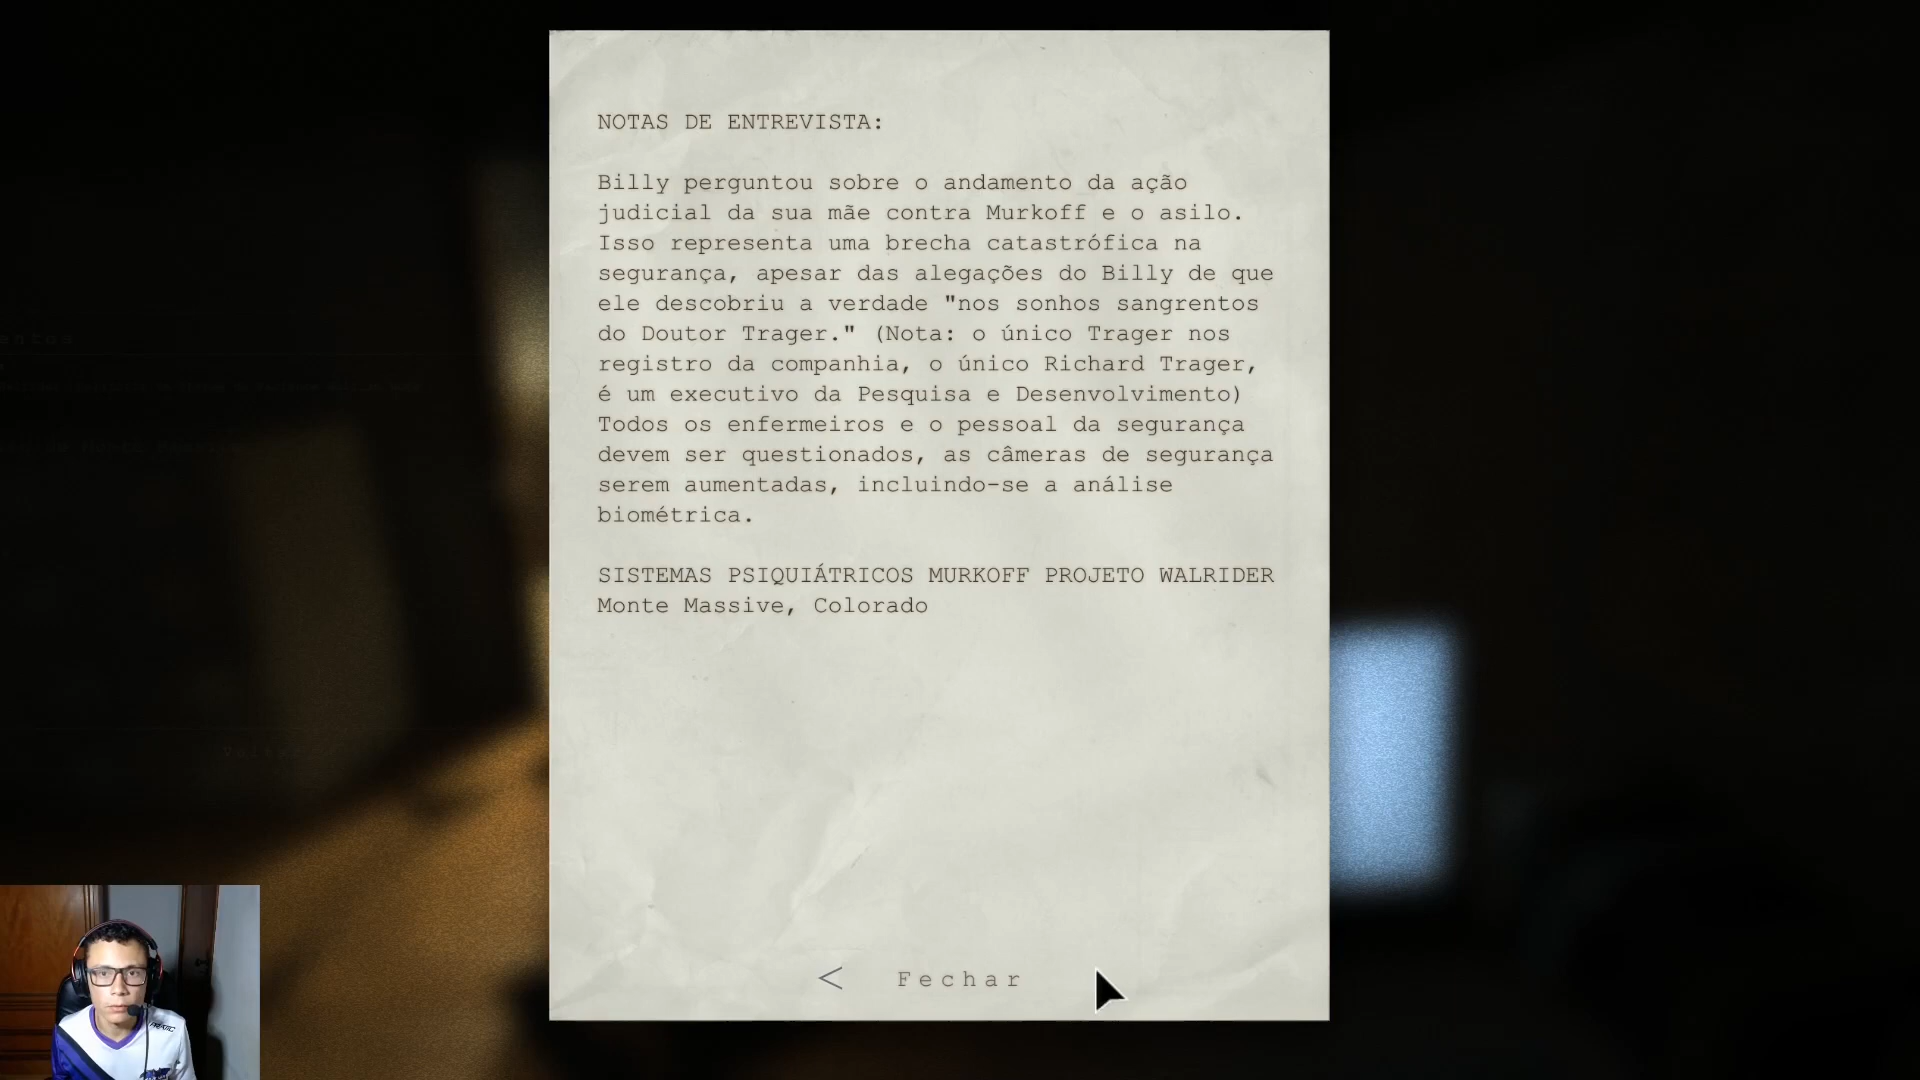 NOTAS DE ENTREVISTA:
Billy perguntou sobre o andamento da ação
judicial da sua mãe contra Murkoff e o asilo.
Isso representa uma brecha catastrófica na
segurança, apesar das alegações do Billy de que
ele descobriu a verdade "nos sonhos sangrentos
do Doutor Trager." (Nota: o único Trager nos
registro da companhia, o único Richard Trager,
é um executivo da Pesquisa e Desenvolvimento)
Todos os enfermeiros e o pessoal da segurança
devem ser questionados, as câmeras de segurança
serem aumentadas, incluindo-se a análise
biométrica.
SISTEMAS PSIQUIÁTRICOS MURKOFF PROJETO WALRIDER
Monte Massive, Colorado
< Fechar